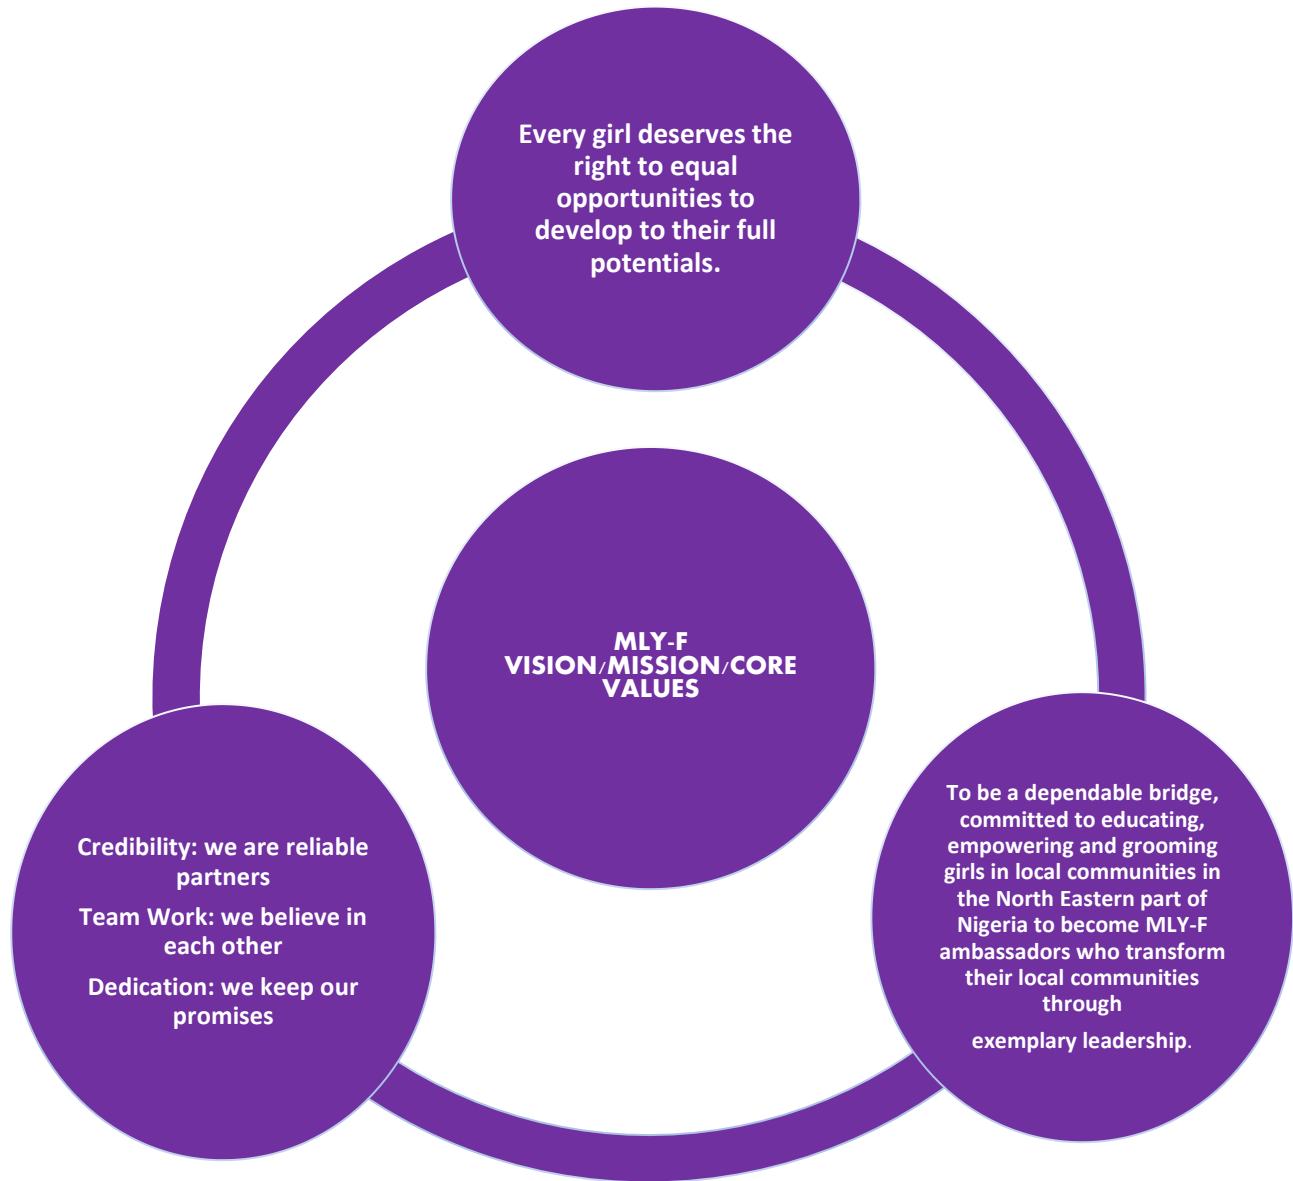 Every girl deserves the
right to equal
opportunities to
develop to their full
potentials.
MLY-F
VISION/MISSION/CORE
VALUES
To be a dependable bridge,
committed to educating,
empowering and grooming
girls in local communities in
the North Eastern part of
Nigeria to become MLY-F
ambassadors who transform
their local communities
through
exemplary leadership.
Credibility: we are reliable
partners
Team Work: we believe in
each other
Dedication: we keep our
promises